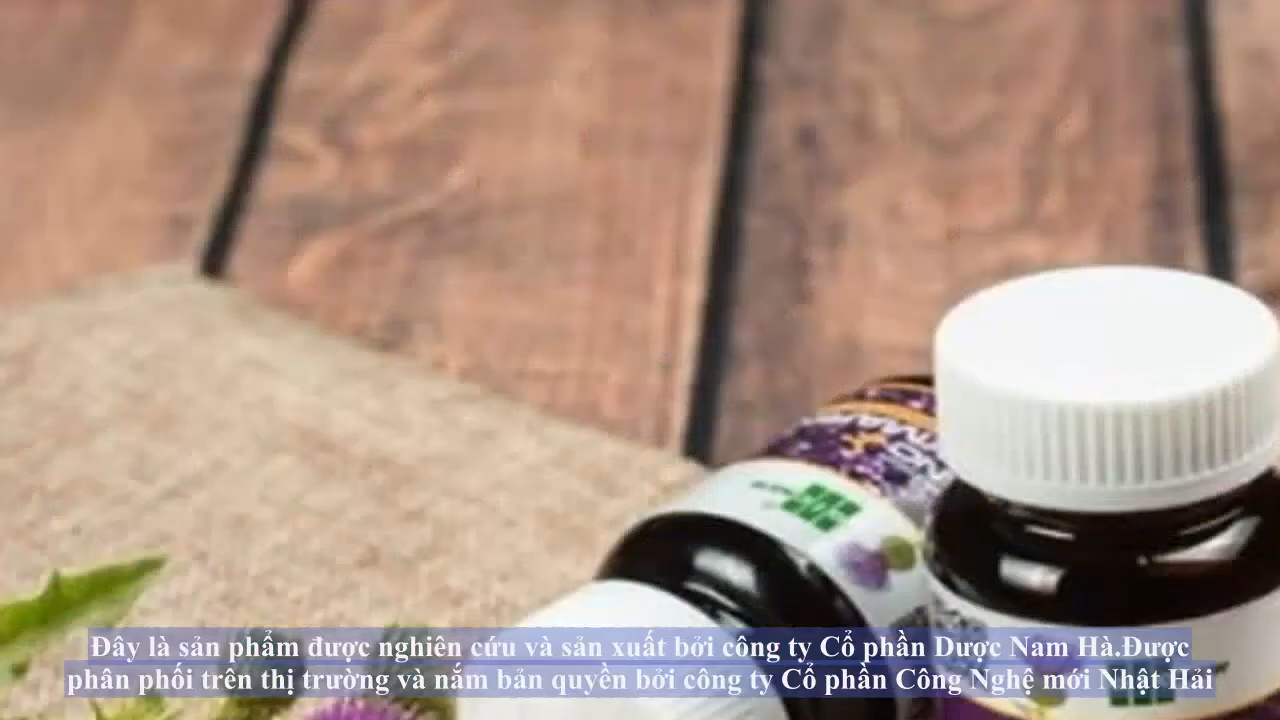 Đây là sản phẩm được nghiên cứu và sản xuất bởi công ty Cổ phần Dược Nam Hà.Được
phân phối trên thị trường và nắm bản quyền bởi công ty Cổ phần Công Nghệ mới Nhật Hải